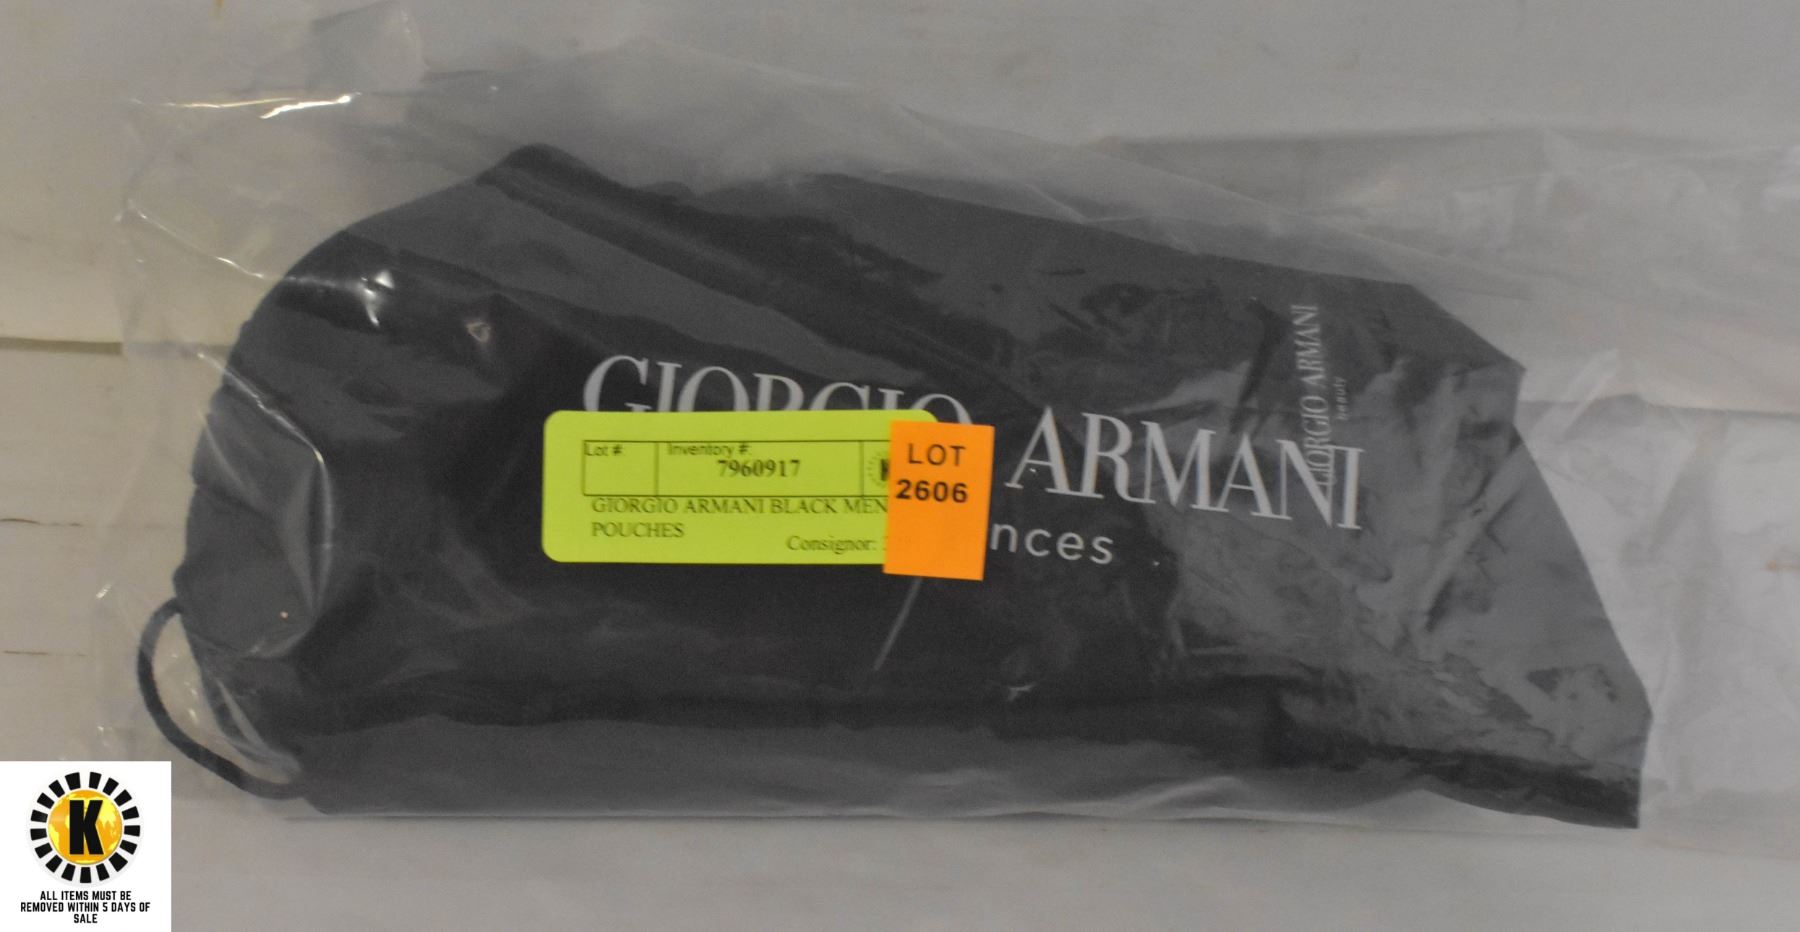 GIORGIO ARMANI
nces
GIORGIO ARMANI
beauty
Lot #:
Inventory #:
7960917
K
GIORGIO ARMANI BLACK MEN
POUCHES
Consignor:
LOT
2606
K
ALL ITEMS MUST BE
REMOVED WITHIN 5 DAYS OF
SALE